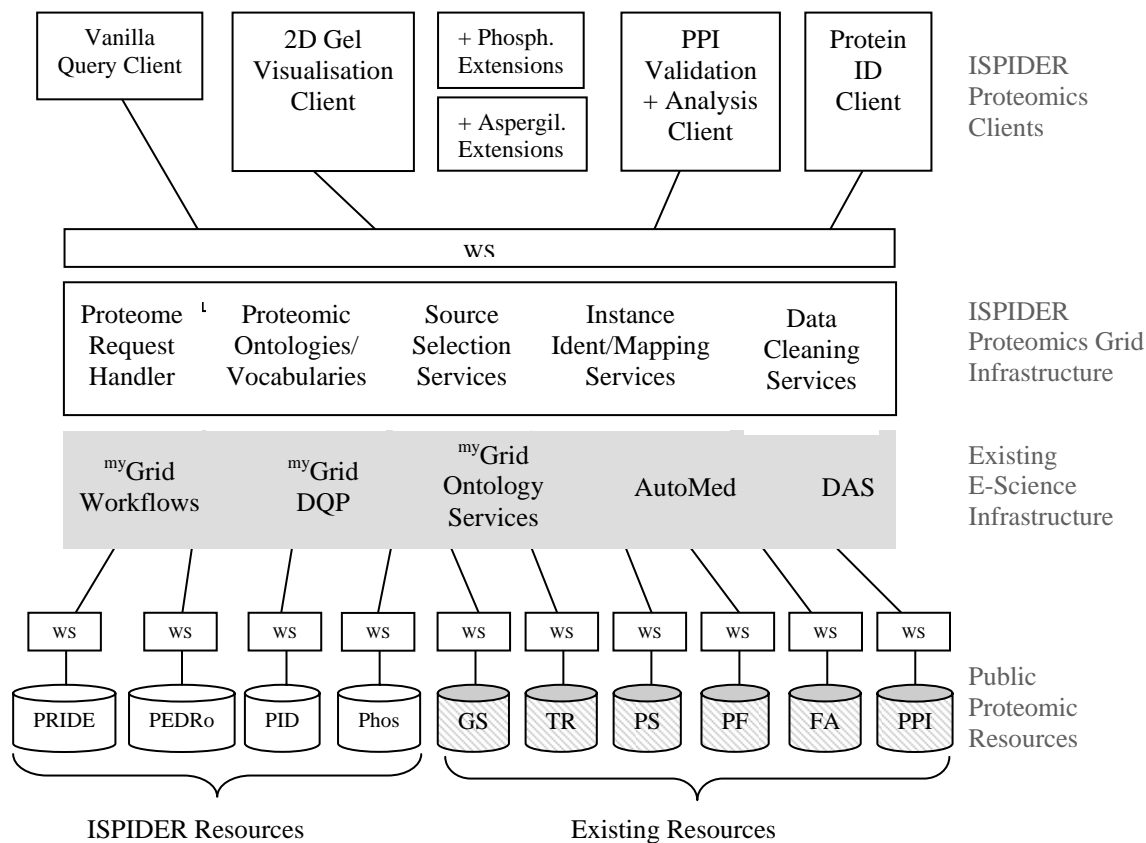 Vanilla
Query Client
2D Gel
Visualisation
Client
+ Phosph.
Extensions
+ Aspergil.
Extensions
PPI
Validation
+ Analysis
Client
Protein
ID
Client
ISPIDER
Proteomics
Clients
WS
Proteome
Request
Handler
Proteomic
Ontologies/
Vocabularies
Source
Selection
Services
Instance
Ident/Mapping
Services
Data
Cleaning
Services
ISPIDER
Proteomics Grid
Infrastructure
myGrid
Workflows
myGrid
DQP
myGrid
Ontology
Services
AutoMed
DAS
Existing
E-Science
Infrastructure
WS WS WS WS WS WS WS WS WS WS
PRIDE PEDRo PID Phos GS TR PS PF FA PPI
Public
Proteomic
Resources
ISPIDER Resources
Existing Resources